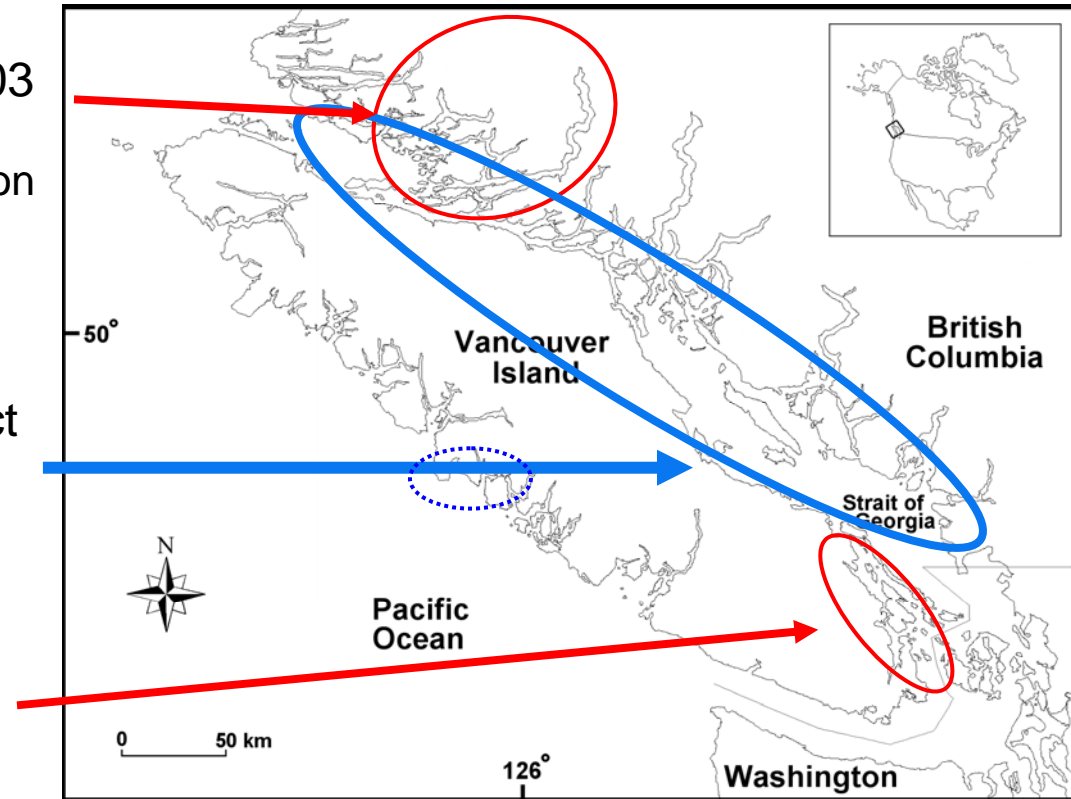 03
on
ct
50°
Vancouver
Island
British
Columbia
Strait of
Georgia
N
Pacific
Ocean
0 50 km
126°
Washington